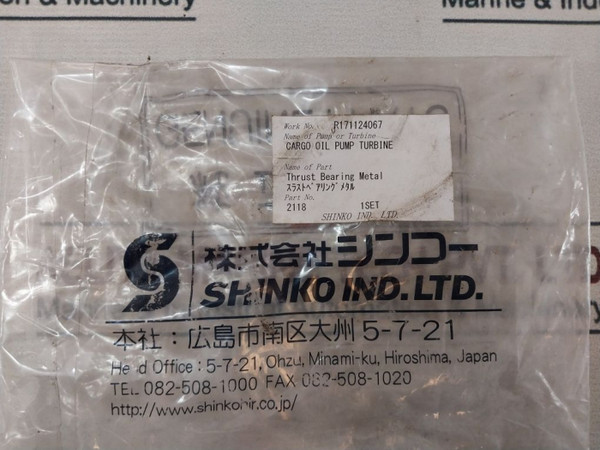 & Machinery
Marine & Ind
Work No. R171124067
Name of Pump or Turbine
CARGO OIL PUMP TURBINE
Name of Part
Thrust Bearing Metal
スラストベアリングメタル
Part No.
2118 1SET
SHINKO IND. LTD.
株式会社シンコー
SHINKO IND. LTD.
本社：広島市南区大州5-7-21
Head Office : 5-7-21, Ohzu, Minami-ku, Hiroshima, Japan
TEL 082-508-1000 FAX 082-508-1020
http://www.shinkohir.co.jp/